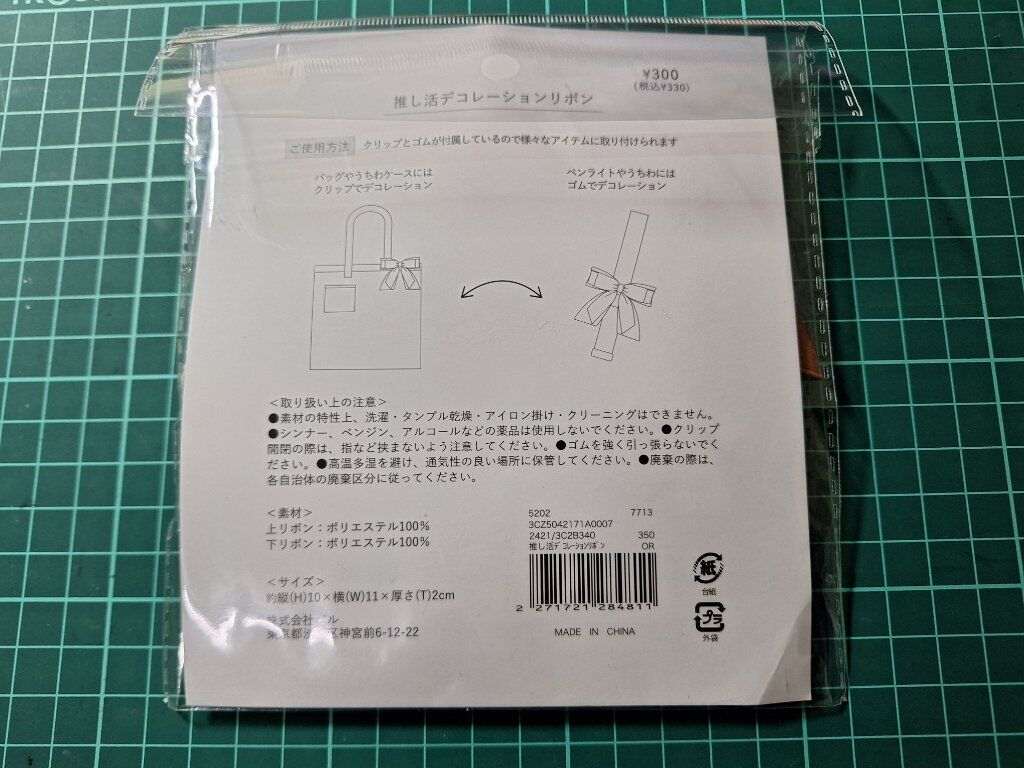 ¥300
(税込¥330)
推し活デコレーションリボン
ご使用方法 クリップとゴムが付属しているので様々なアイテムに取り付けられます
バッグやうちわケースには
クリップでデコレーション
ペンライトやうちわには
ゴムでデコレーション
＜取り扱い上の注意＞
●素材の特性上、洗濯・タンブル乾燥・アイロン掛け・クリーニングはできません。
●シンナー、ベンジン、アルコールなどの薬品は使用しないでください。●クリップ
開閉の際は、指など挟まないよう注意してください。●ゴムを強く引っ張らないでく
ださい。●高温多湿を避け、通気性の良い場所に保管してください。●廃棄の際は、
各自治体の廃棄区分に従ってください。
＜素材＞
上リボン：ポリエステル100%
下リボン：ポリエステル100%
＜サイズ＞
約縦(H)10×横(W)11×厚さ(T)2cm
株式会社パル
東京都渋谷区神宮前6-12-22
5202 7713
3CZ5042171A0007
2421/3C2B340 350
推し活ﾃﾞｺﾚｰｼｮﾝﾘﾎﾞﾝ OR
2 271721 284811
MADE IN CHINA
紙
台紙
プラ
外袋